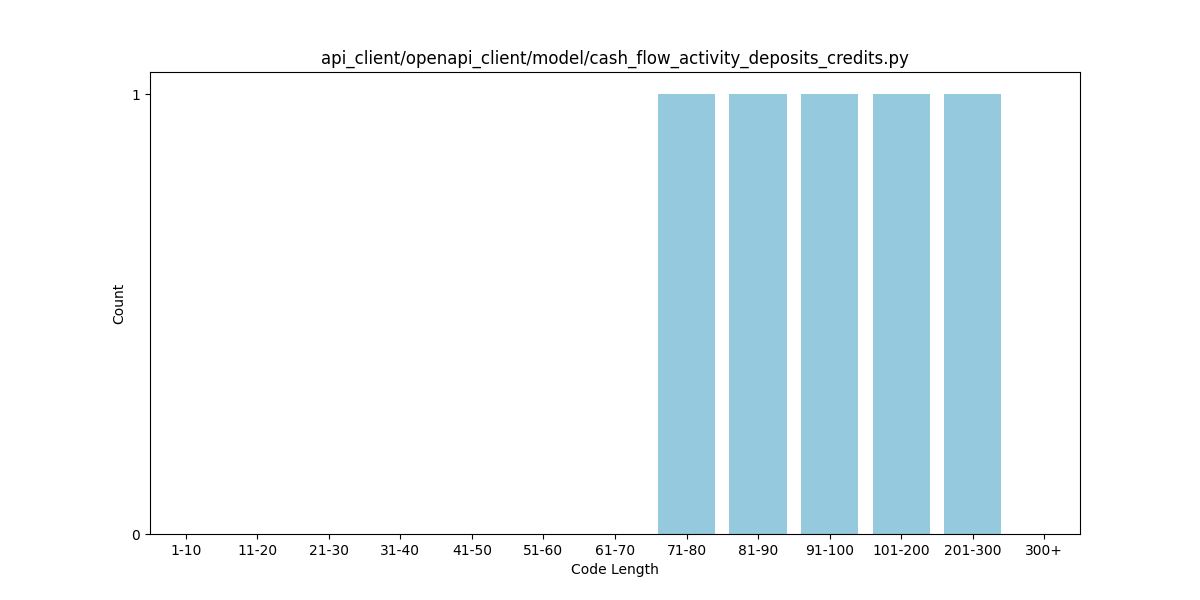 api_client/openapi_client/model/cash_flow_activity_deposits_credits.py
1
Count
0
1-10 11-20 21-30 31-40 41-50 51-60 61-70 71-80 81-90 91-100 101-200 201-300 300+
Code Length